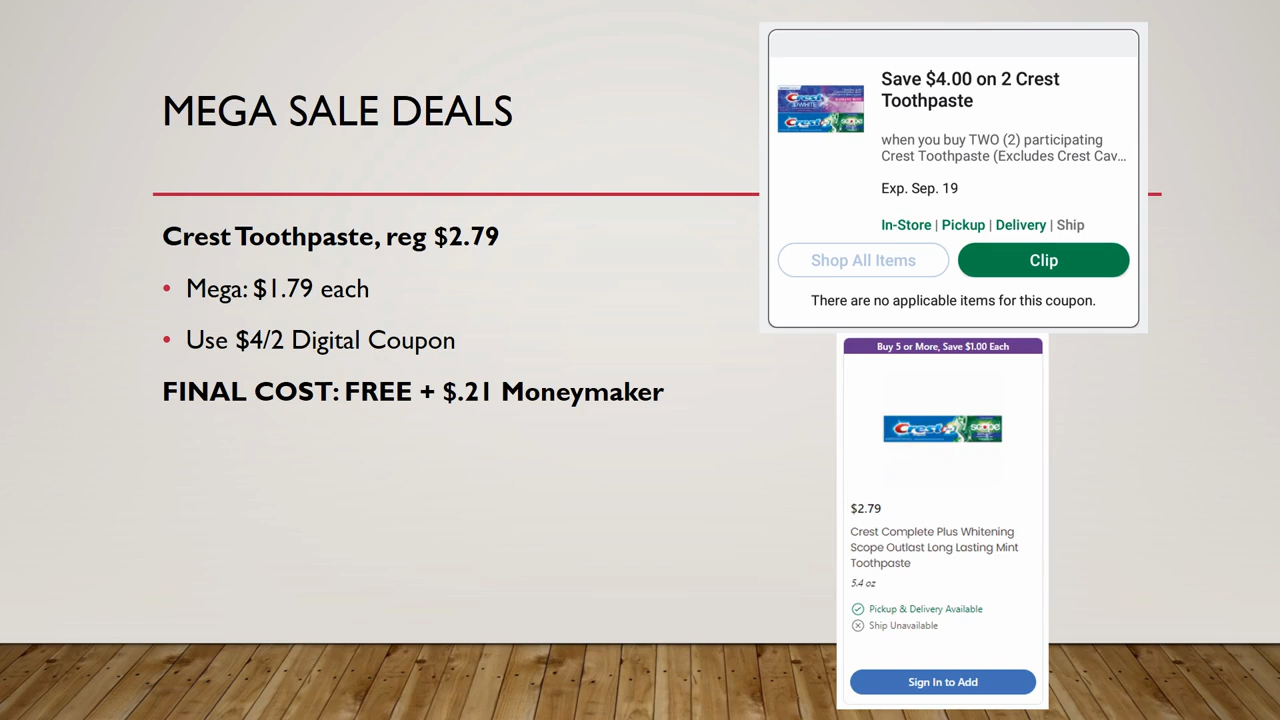 MEGA SALE DEALS
Crest Toothpaste, reg $2.79
• Mega: $1.79 each
• Use $4/2 Digital Coupon
FINAL COST: FREE + $.21 Moneymaker
Save $4.00 on 2 Crest
Toothpaste
when you buy TWO (2) participating
Crest Toothpaste (Excludes Crest Cav...
Exp. Sep. 19
In-Store | Pickup | Delivery | Ship
Shop All Items
Clip
There are no applicable items for this coupon.
Buy 5 or More, Save $1.00 Each
Crest
scope
$2.79
Crest Complete Plus Whitening
Scope Outlast Long Lasting Mint
Toothpaste
5.4 oz
Pickup & Delivery Available
Ship Unavailable
Sign In to Add